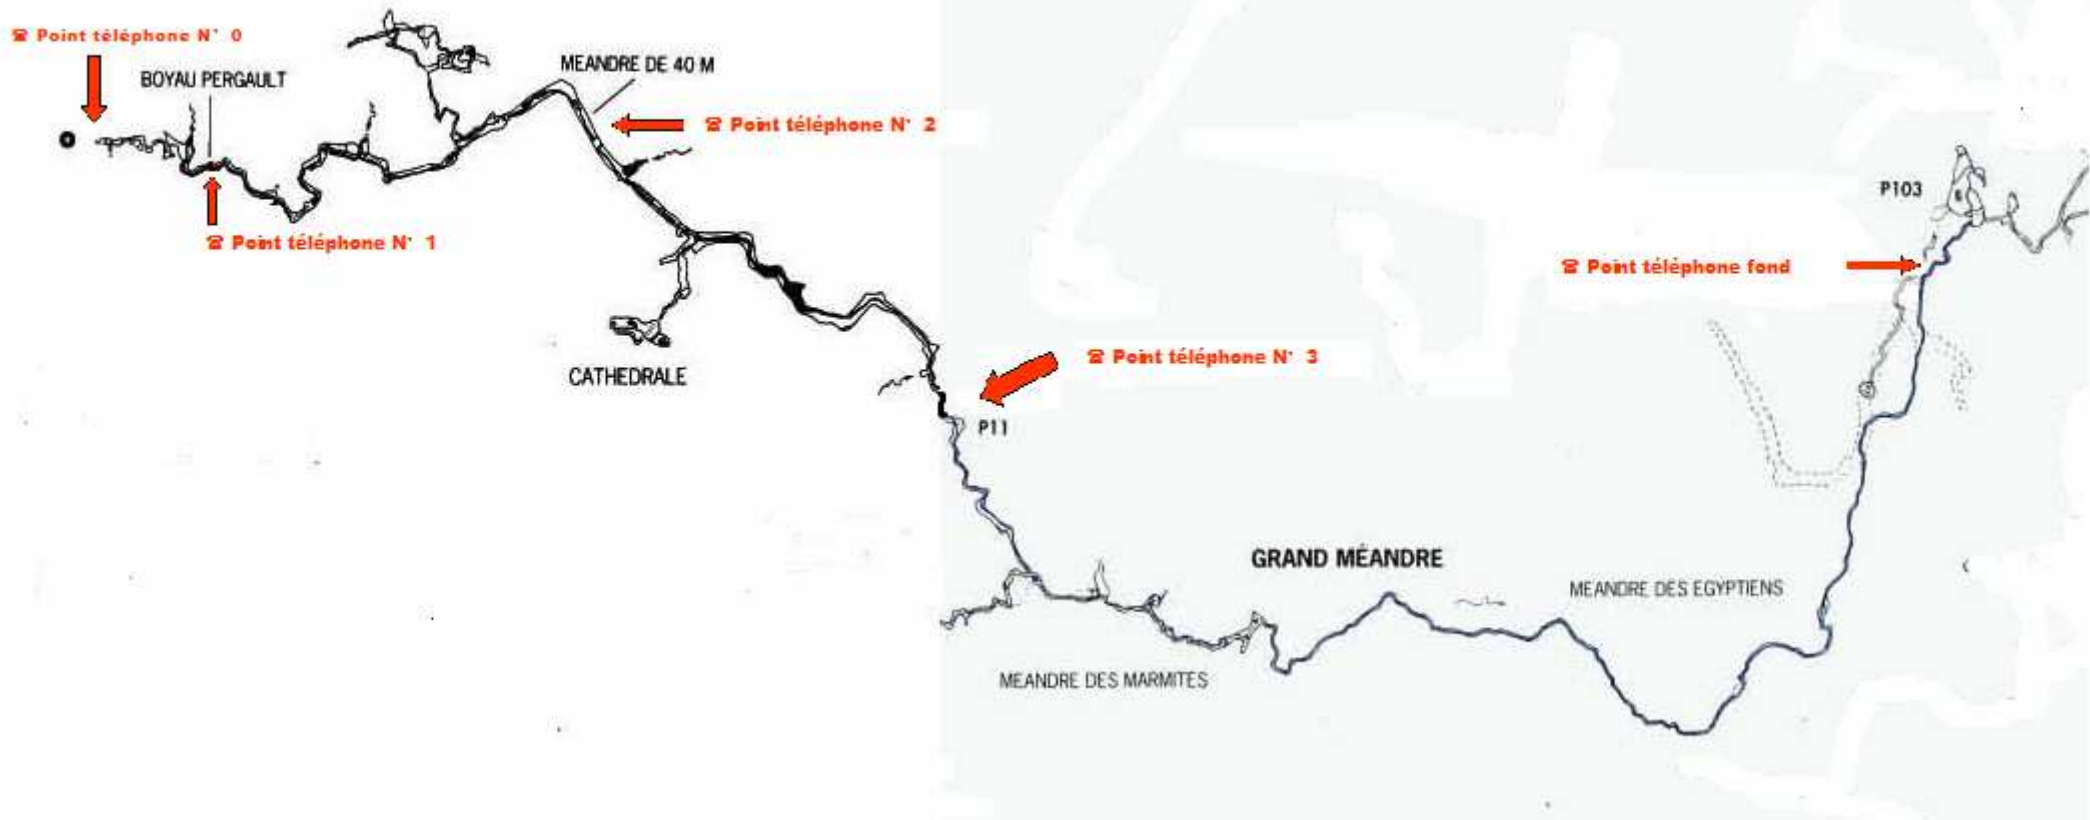 ☎ Point téléphone N° 0
BOYAU PERGAULT
MEANDRE DE 40 M
☎ Point téléphone N° 2
☎ Point téléphone N° 1
P103
☎ Point téléphone fond
☎ Point téléphone N° 3
CATHEDRALE
P11
GRAND MÉANDRE
MEANDRE DES EGYPTIENS
MEANDRE DES MARMITES